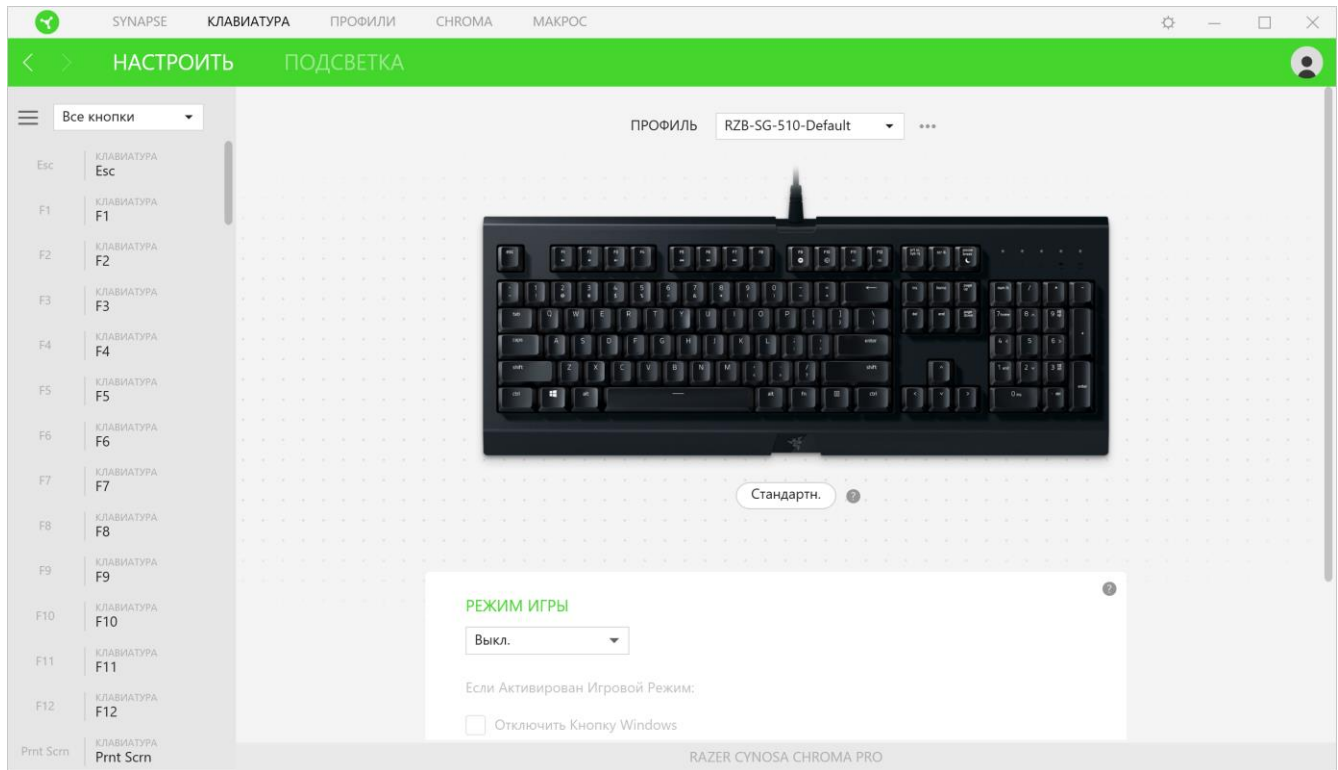 SYNAPSE КЛАВИАТУРА ПРОФИЛИ CHROMA МАКРОС
НАСТРОИТЬ ПОДСВЕТКА
Все кнопки
ПРОФИЛЬ RZB-SG-510-Default
Esc КЛАВИАТУРА
Esc
F1 КЛАВИАТУРА
F1
F2 КЛАВИАТУРА
F2
F3 КЛАВИАТУРА
F3
F4 КЛАВИАТУРА
F4
F5 КЛАВИАТУРА
F5
F6 КЛАВИАТУРА
F6
F7 КЛАВИАТУРА
F7
F8 КЛАВИАТУРА
F8
F9 КЛАВИАТУРА
F9
F10 КЛАВИАТУРА
F10
F11 КЛАВИАТУРА
F11
F12 КЛАВИАТУРА
F12
Prnt Scrn КЛАВИАТУРА
Prnt Scrn
Q W E R T Y U I O P
A S D F G H J K L
Z X C V B N M
Стандартн.
РЕЖИМ ИГРЫ
Выкл.
Если Активирован Игровой Режим:
Отключить Кнопку Windows
RAZER CYNOSA CHROMA PRO